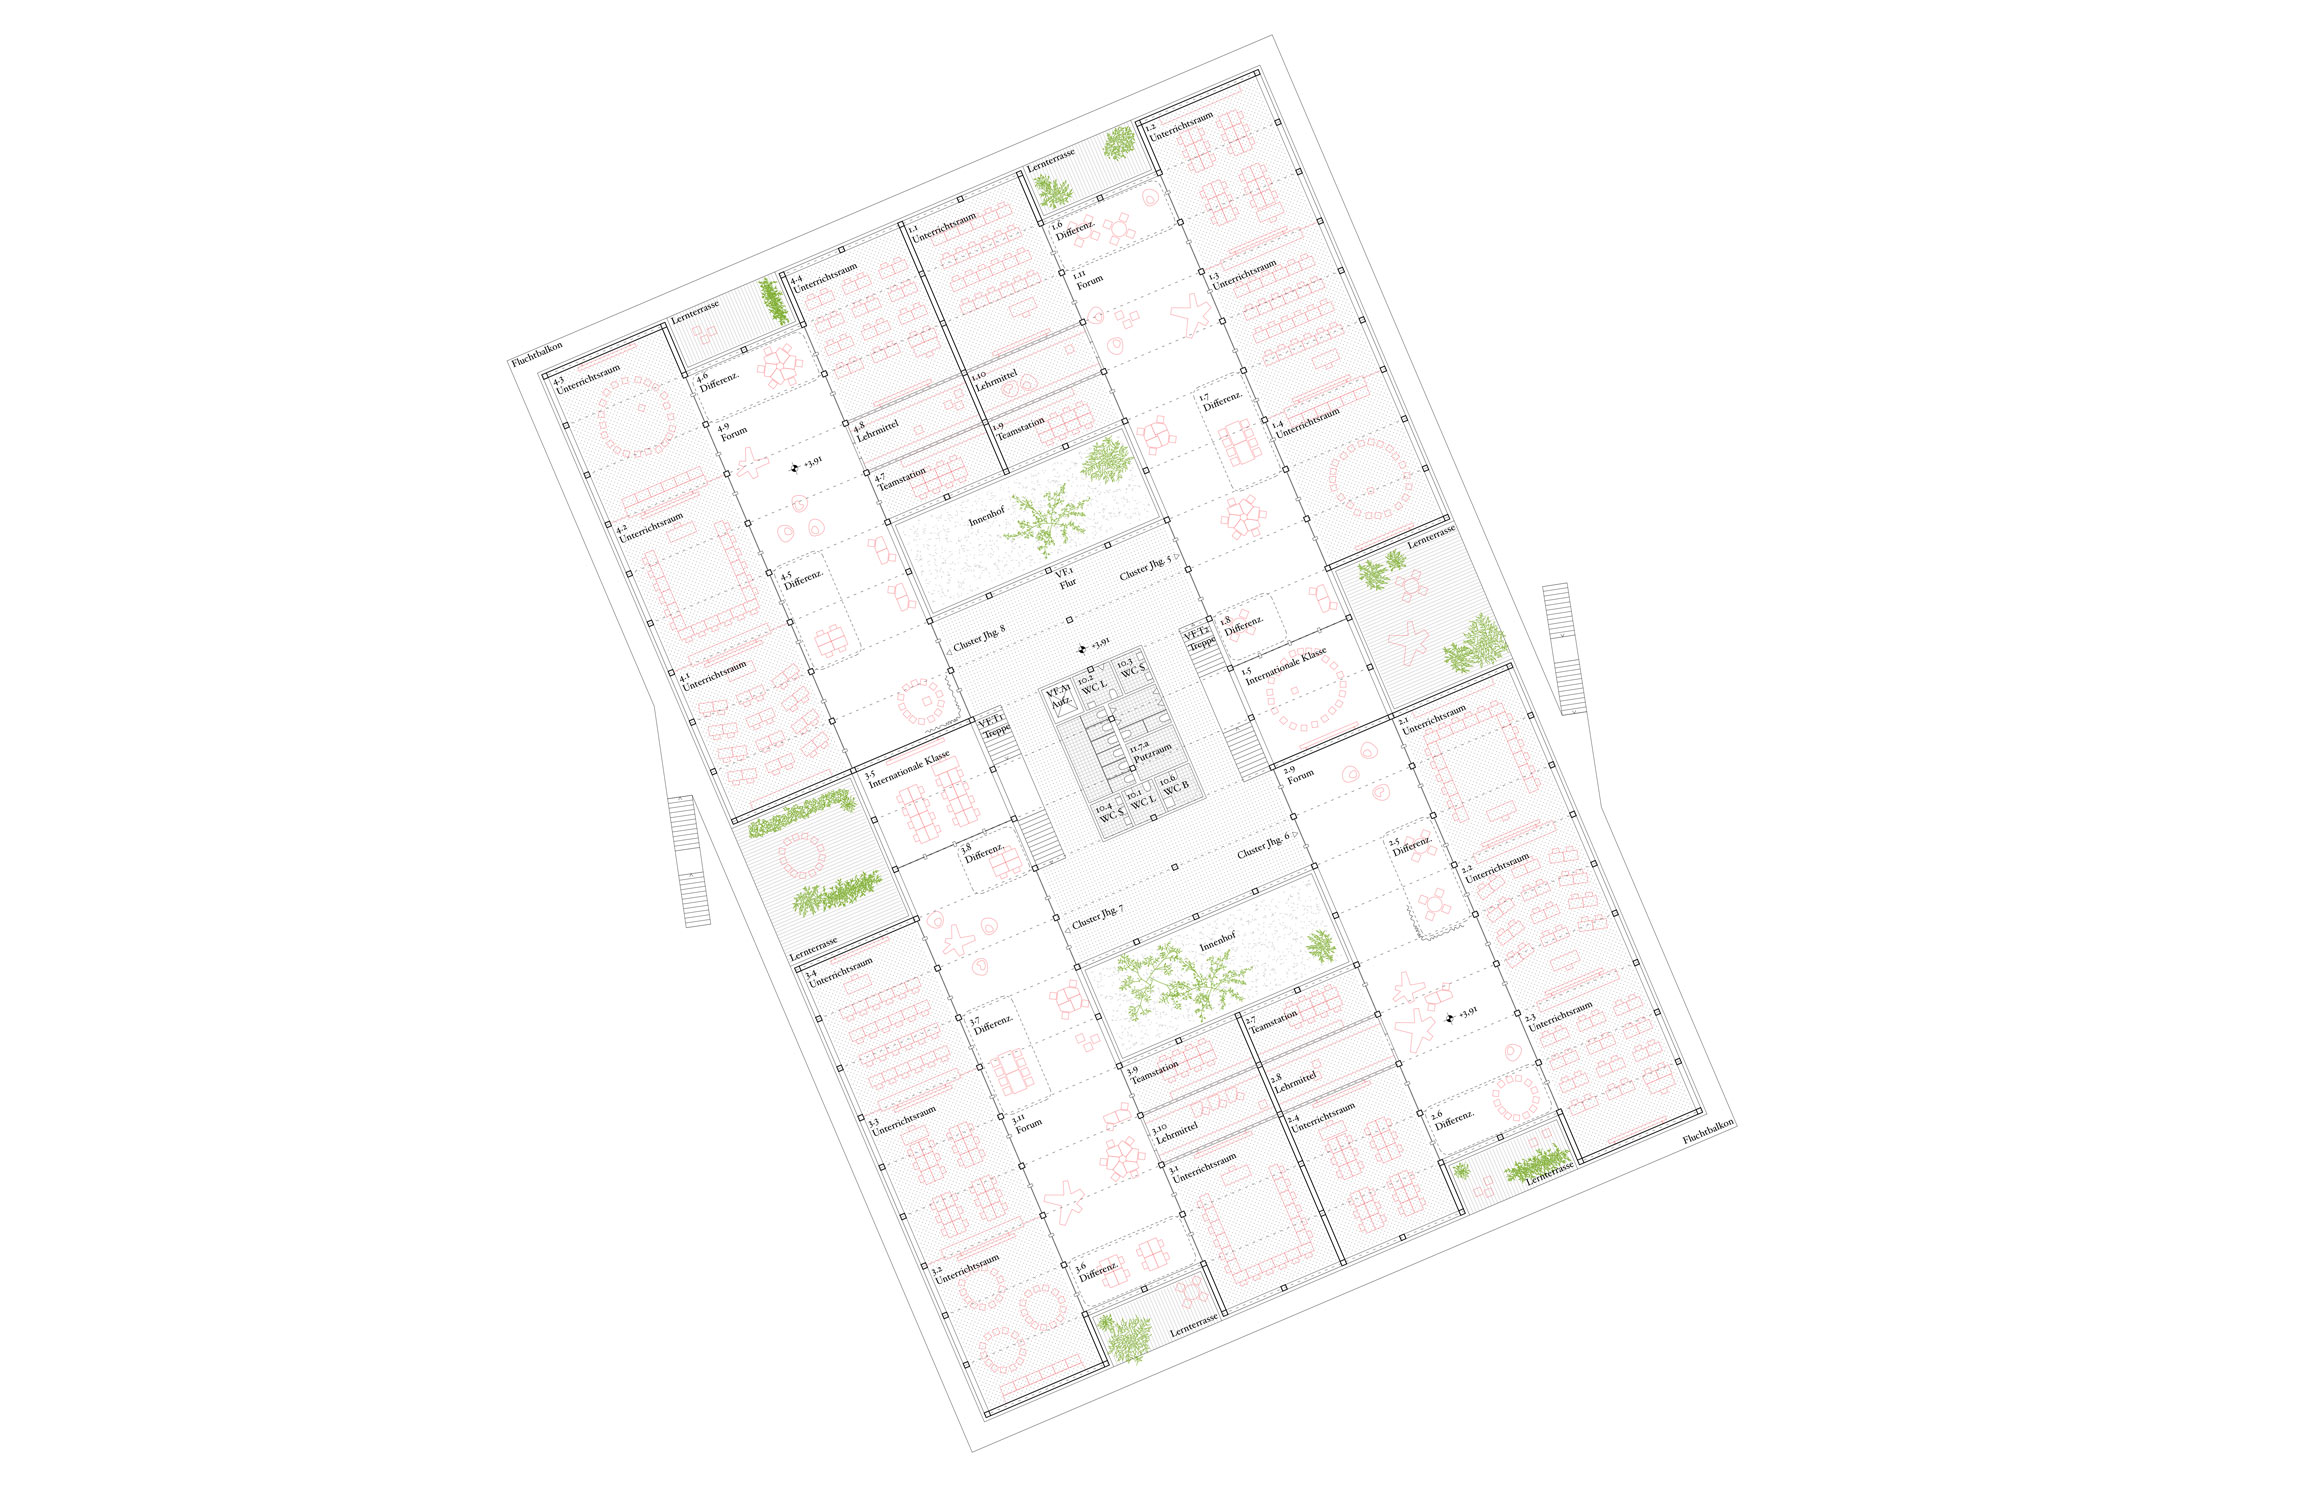 1.2
Unterrichtsraum
Lernterrasse
1.1
Unterrichtsraum
1.6
Differenz.
4.4
Unterrichtsraum
1.11
Forum
1.3
Unterrichtsraum
Lernterrasse
Fluchtbalkon
4.3
Unterrichtsraum
4.6
Differenz.
1.10
Lehrmittel
1.7
Differenz.
4.9
Forum
+3,91
4.8
Lehrmittel
1.9
Teamstation
1.4
Unterrichtsraum
4.7
Teamstation
4.2
Unterrichtsraum
Innenhof
Lernterrasse
4.5
Differenz.
VF.1
Flur
Cluster Jhg. 5
Cluster Jhg. 8
+3,91
VF.T2
Treppe
1.8
Differenz.
4.1
Unterrichtsraum
1.5
Internationale Klasse
VF.A1
Aufz.
10.2
WC L
10.3
WC S
VF.T1
Treppe
2.1
Unterrichtsraum
3.5
Internationale Klasse
11.7.a
Putzraum
2.9
Forum
10.4
WC S
10.1
WC L
10.6
WC B
3.8
Differenz.
Cluster Jhg. 6
2.5
Differenz.
2.2
Unterrichtsraum
Cluster Jhg. 7
Lernterrasse
Innenhof
3.4
Unterrichtsraum
3.7
Differenz.
2.7
Teamstation
+3,91
2.3
Unterrichtsraum
3.9
Teamstation
2.8
Lehrmittel
3.3
Unterrichtsraum
3.11
Forum
3.10
Lehrmittel
2.4
Unterrichtsraum
2.6
Differenz.
Fluchtbalkon
3.1
Unterrichtsraum
Lernterrasse
3.2
Unterrichtsraum
3.6
Differenz.
Lernterrasse